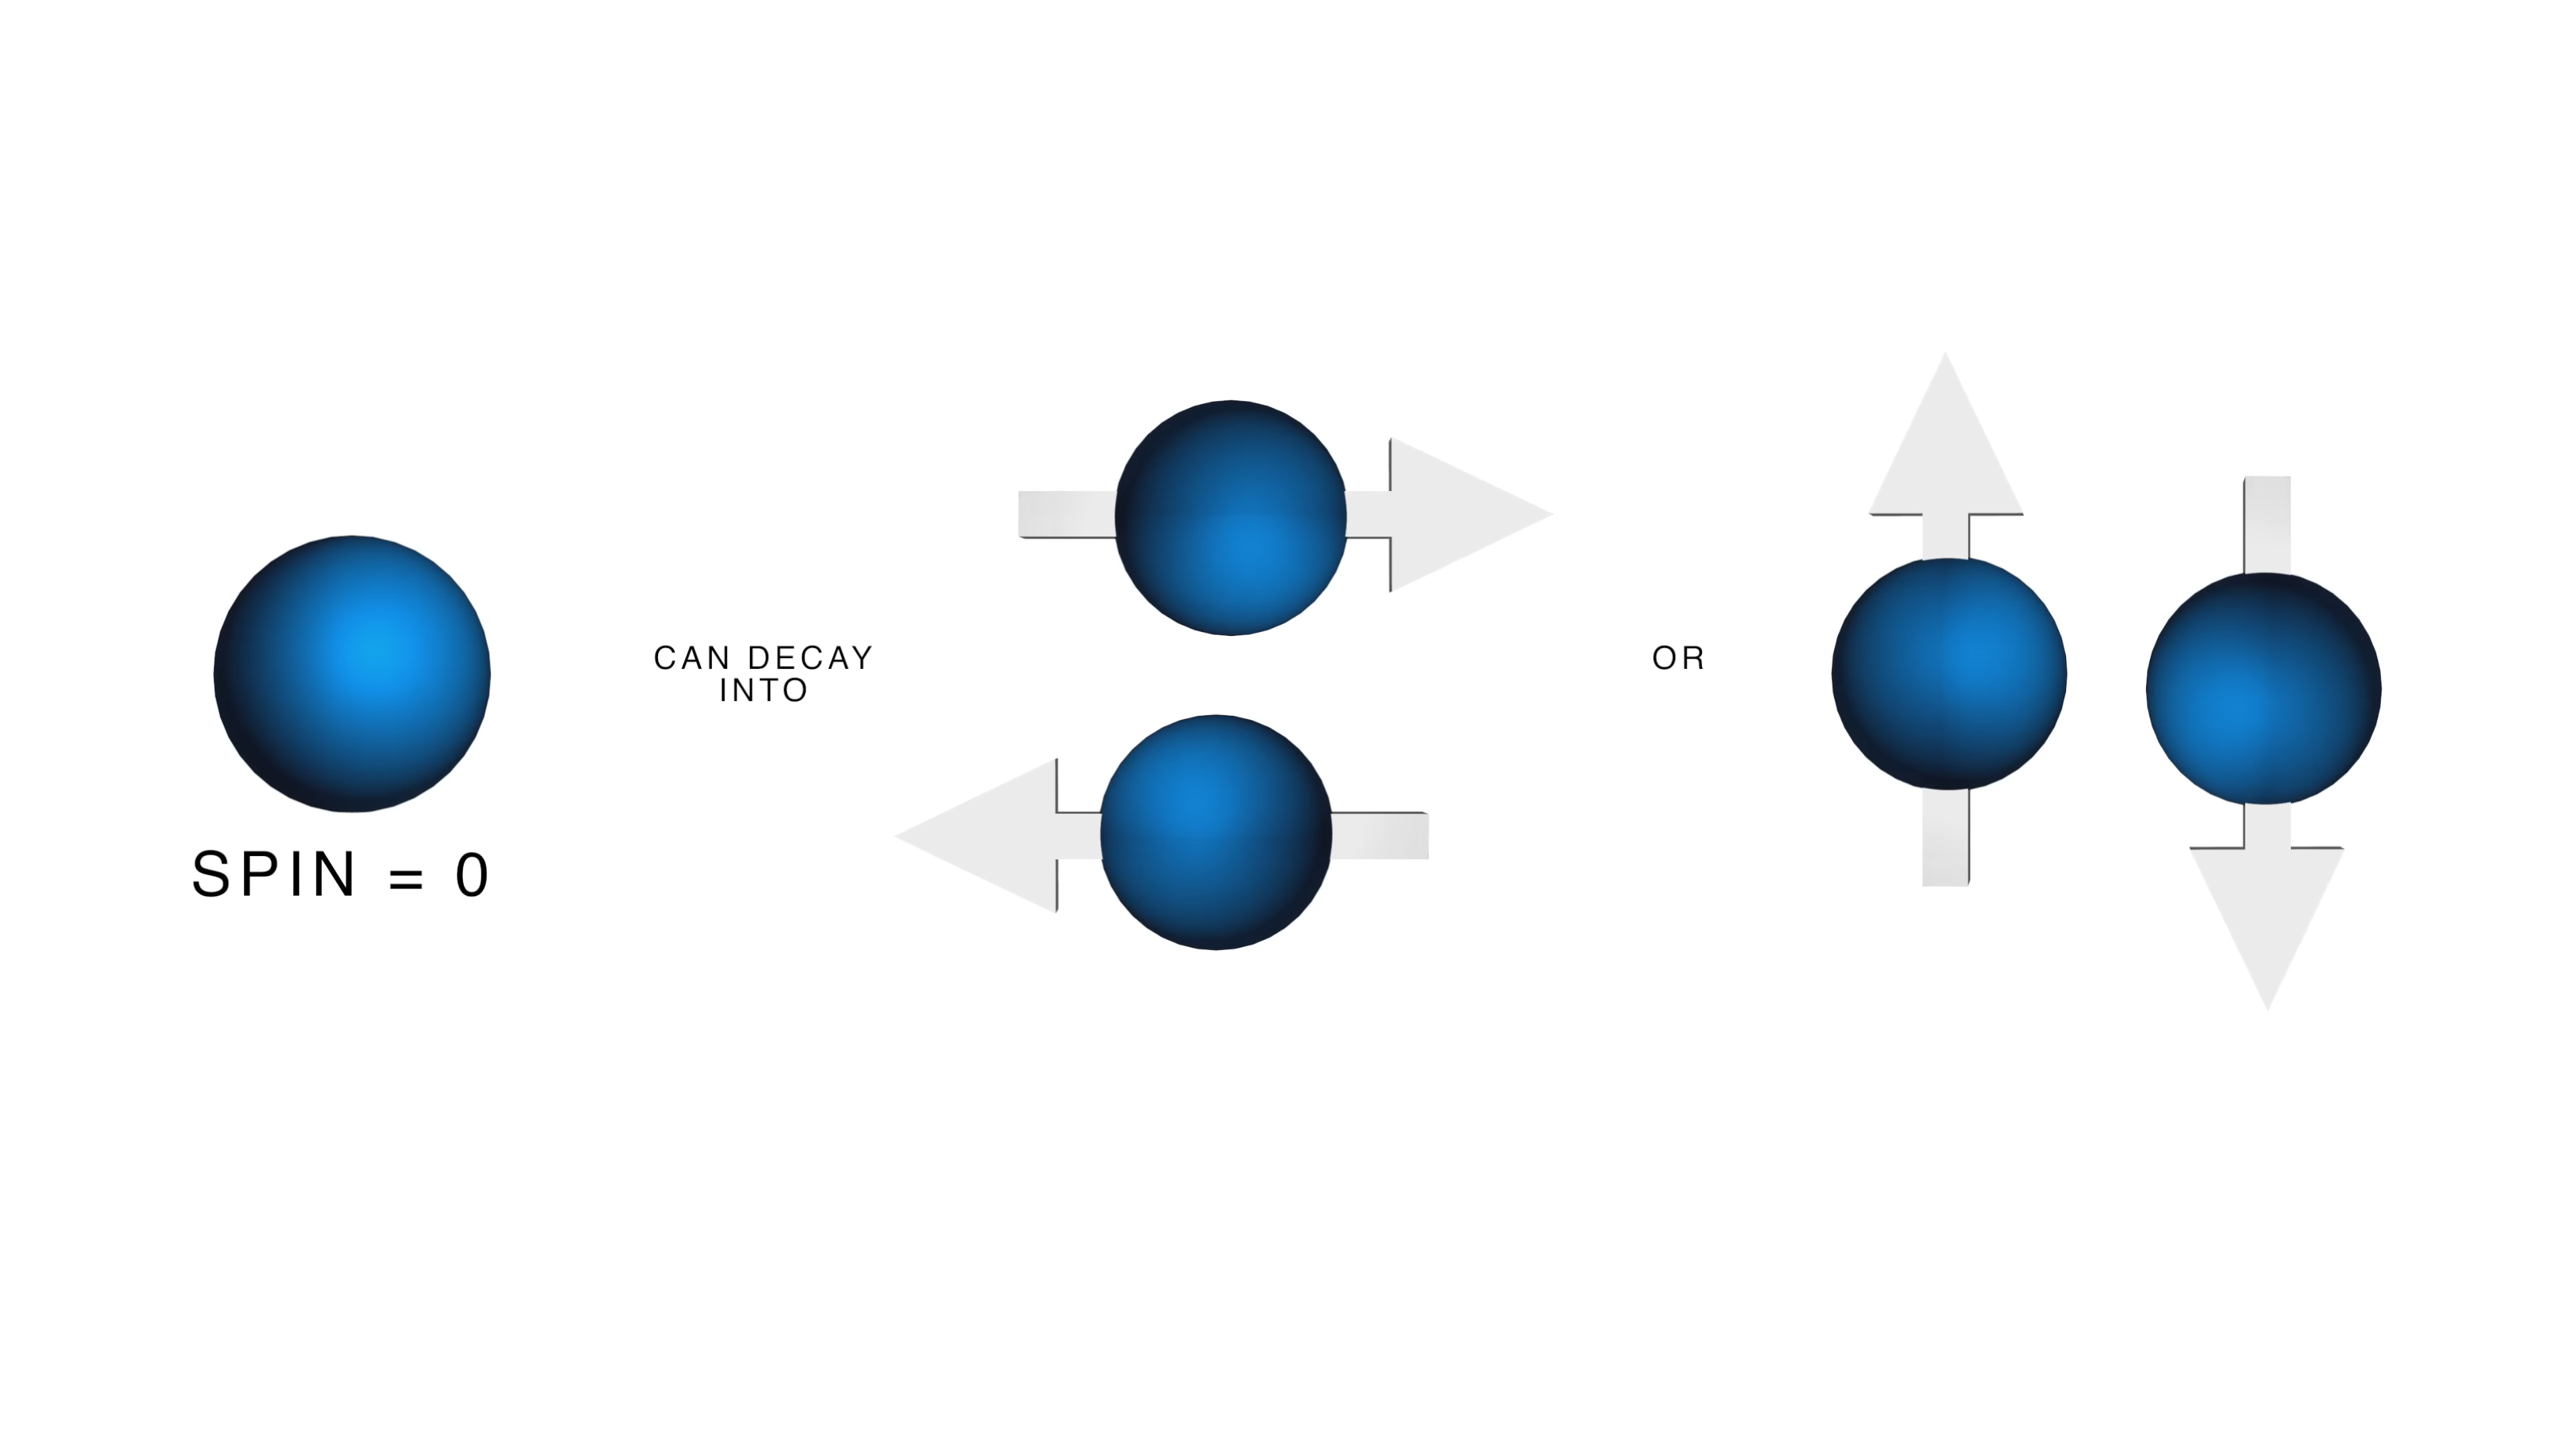 CAN DECAY
INTO
OR
SPIN = 0